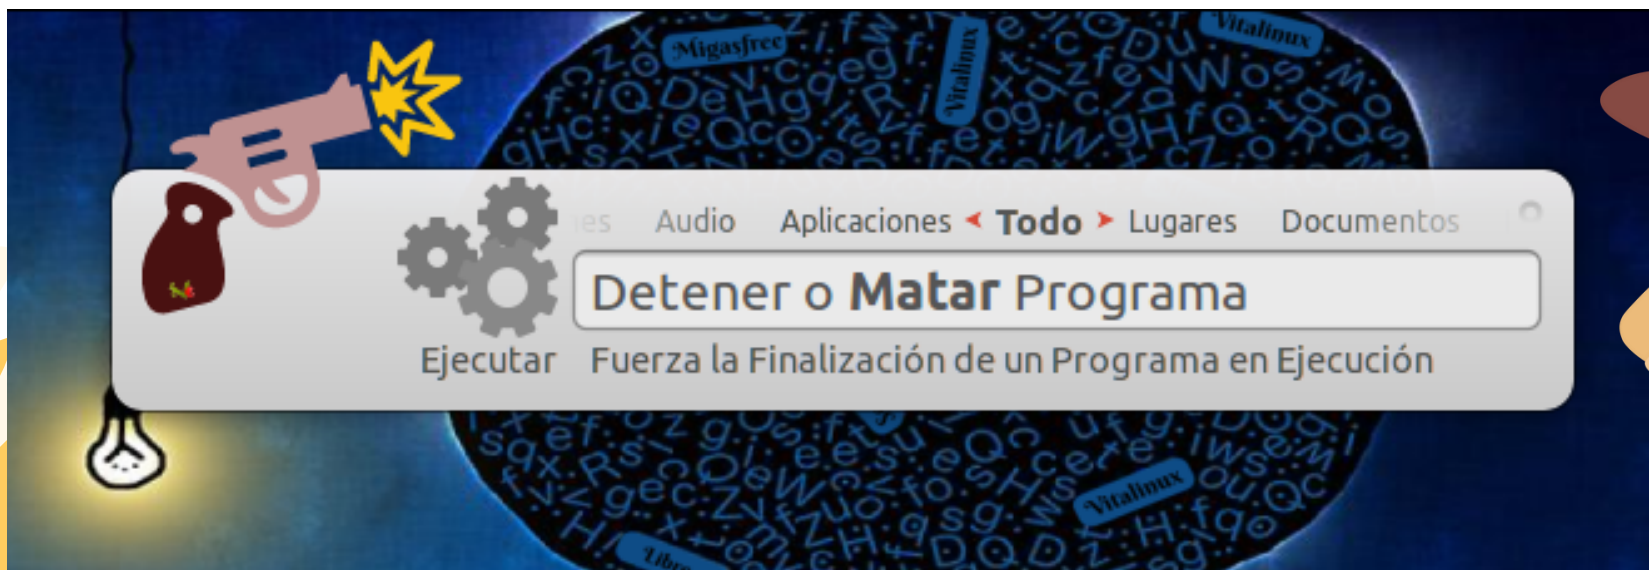 Migasfree
Vitalinux
Vitalinux
Audio Aplicaciones Todo Lugares Documentos
Detener o Matar Programa
Ejecutar Fuerza la Finalización de un Programa en Ejecución
Vitalinux